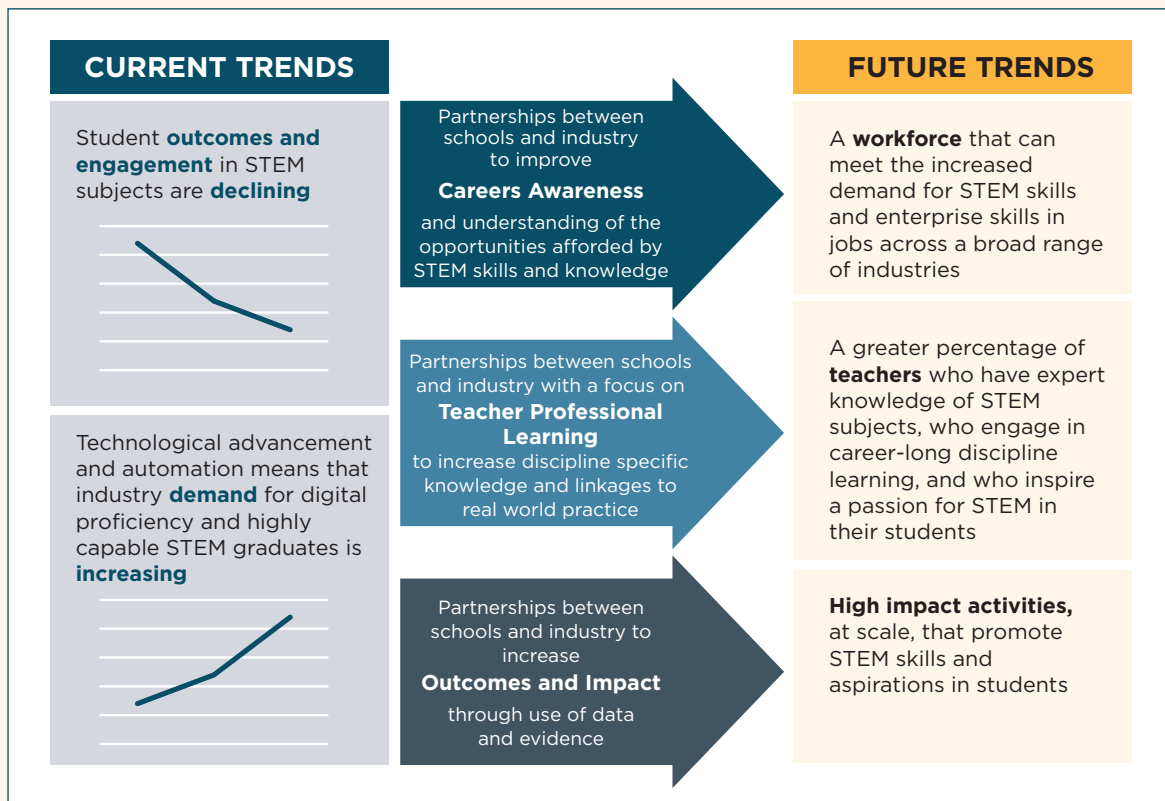 CURRENT TRENDS
Student outcomes and
engagement in STEM
subjects are declining
Technological advancement
and automation means that
industry demand for digital
proficiency and highly
capable STEM graduates is
increasing
Partnerships between
schools and industry
to improve
Careers Awareness
and understanding of the
opportunities afforded by
STEM skills and knowledge
Partnerships between schools
and industry with a focus on
Teacher Professional
Learning
to increase discipline specific
knowledge and linkages to
real world practice
Partnerships between
schools and industry to
increase
Outcomes and Impact
through use of data
and evidence
FUTURE TRENDS
A workforce that can
meet the increased
demand for STEM skills
and enterprise skills in
jobs across a broad range
of industries
A greater percentage of
teachers who have expert
knowledge of STEM
subjects, who engage in
career-long discipline
learning, and who inspire
a passion for STEM in
their students
High impact activities,
at scale, that promote
STEM skills and
aspirations in students